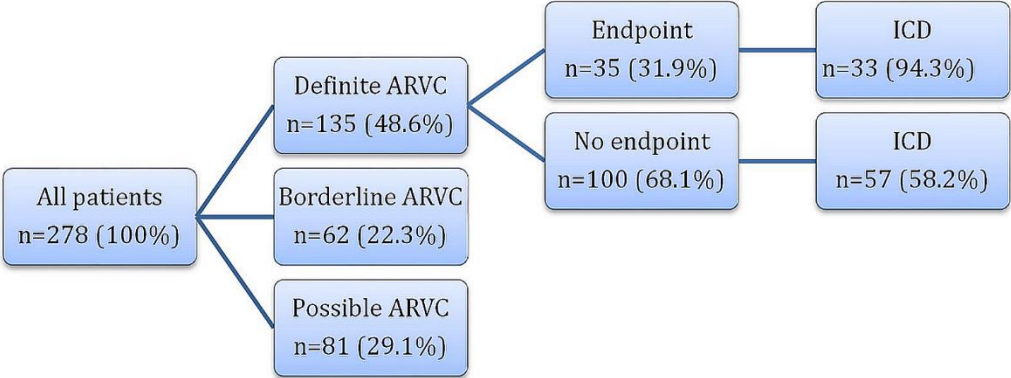 All patients
n=278 (100%)
Definite ARVC
n=135 (48.6%)
Borderline ARVC
n=62 (22.3%)
Possible ARVC
n=81 (29.1%)
Endpoint
n=35 (31.9%)
No endpoint
n=100 (68.1%)
ICD
n=33 (94.3%)
ICD
n=57 (58.2%)